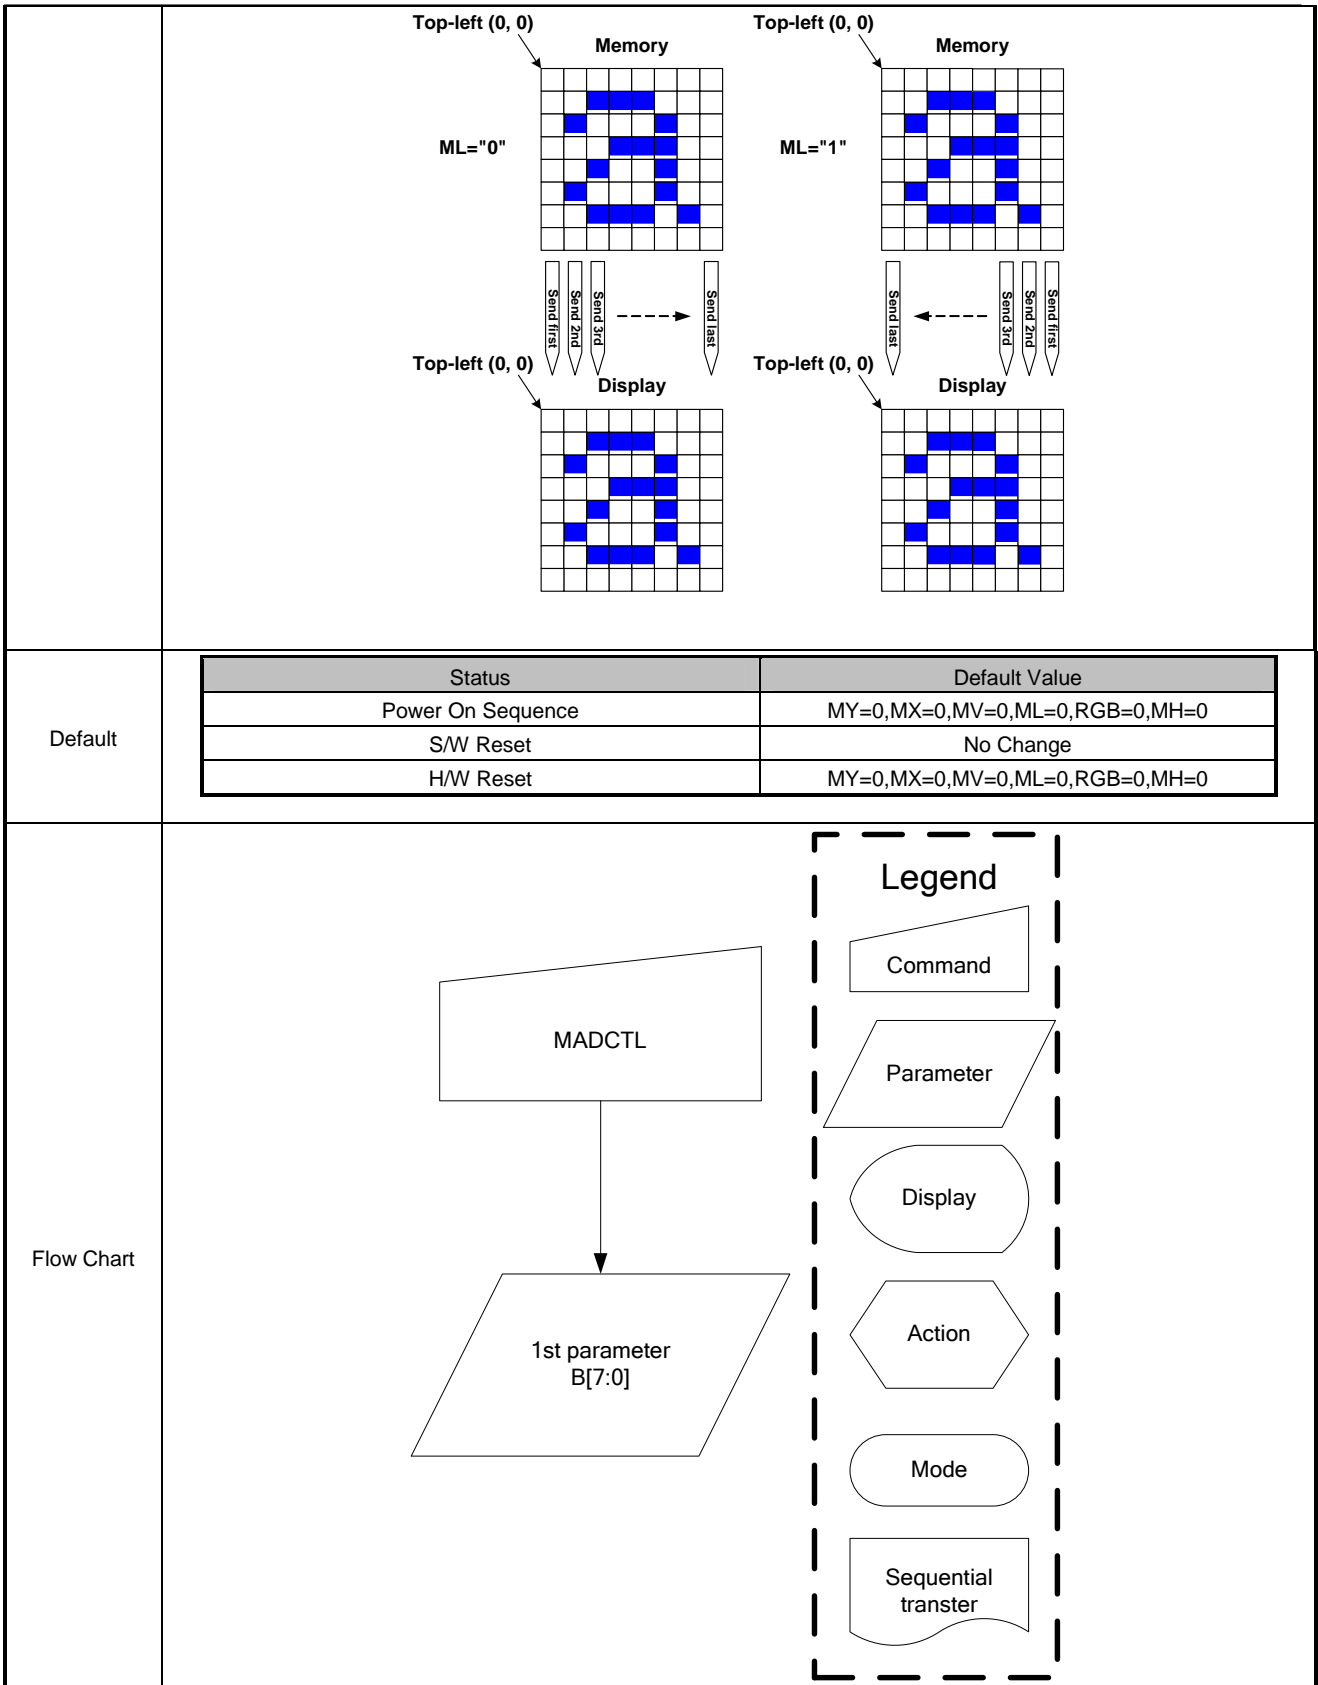 Top-left (0, 0)
Memory
ML="0"
Send first
Send 2nd
Send 3rd
Send last
Top-left (0, 0)
Display
Top-left (0, 0)
Memory
ML="1"
Send last
Send 3rd
Send 2nd
Send first
Top-left (0, 0)
Display
Default
Status
Default Value
Power On Sequence
MY=0,MX=0,MV=0,ML=0,RGB=0,MH=0
S/W Reset
No Change
H/W Reset
MY=0,MX=0,MV=0,ML=0,RGB=0,MH=0
Flow Chart
MADCTL
1st parameter
B[7:0]
Legend
Command
Parameter
Display
Action
Mode
Sequential
transter